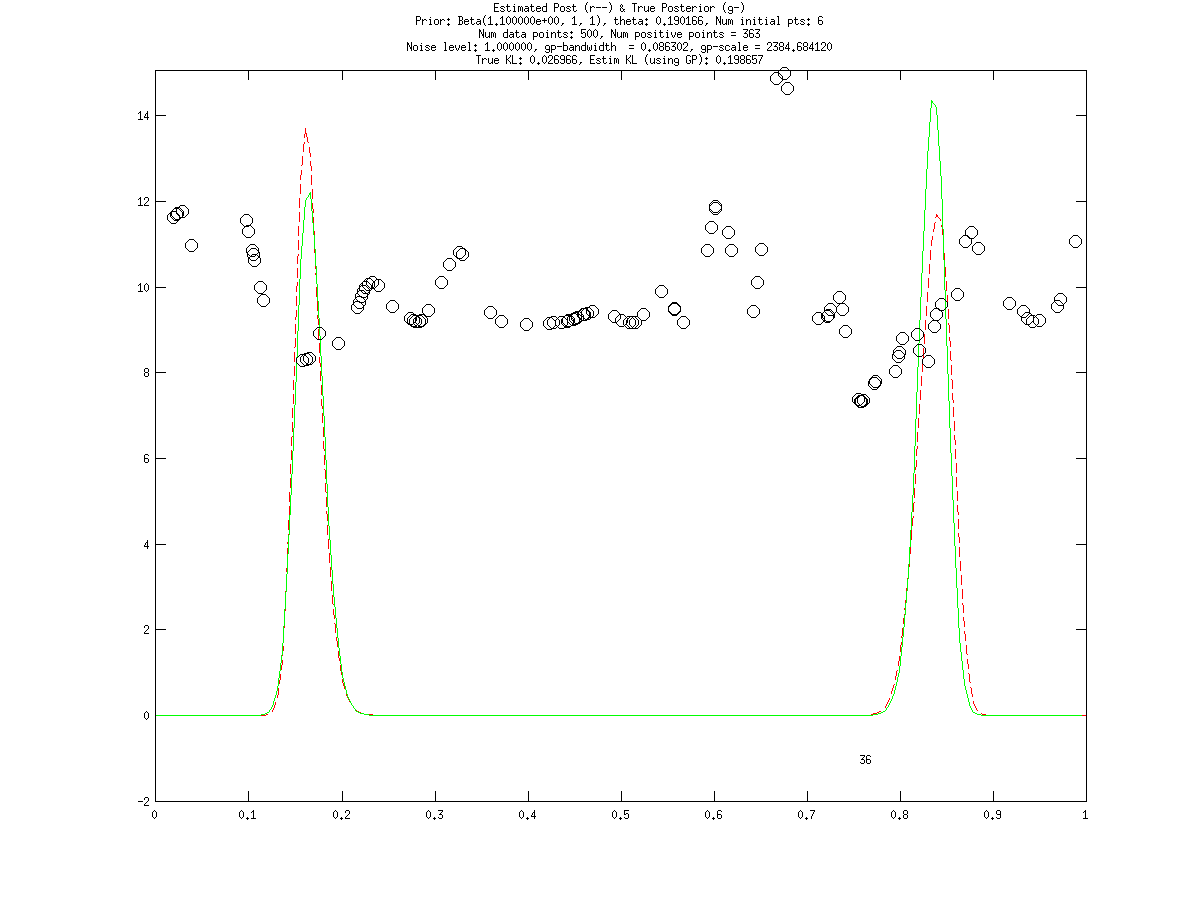 Estimated Post (r--) & True Posterior (g-)
Prior: Beta(1.100000e+00, 1, 1), theta: 0.190166, Num initial pts: 6
Num data points: 500, Num positive points = 363
Noise level: 1.000000, gp-bandwidth  = 0.086302, gp-scale = 2384.684120
True KL: 0.026966, Estim KL (using GP): 0.198657
14
12
10
8
6
4
2
0
36
-2
0 0.1 0.2 0.3 0.4 0.5 0.6 0.7 0.8 0.9 1